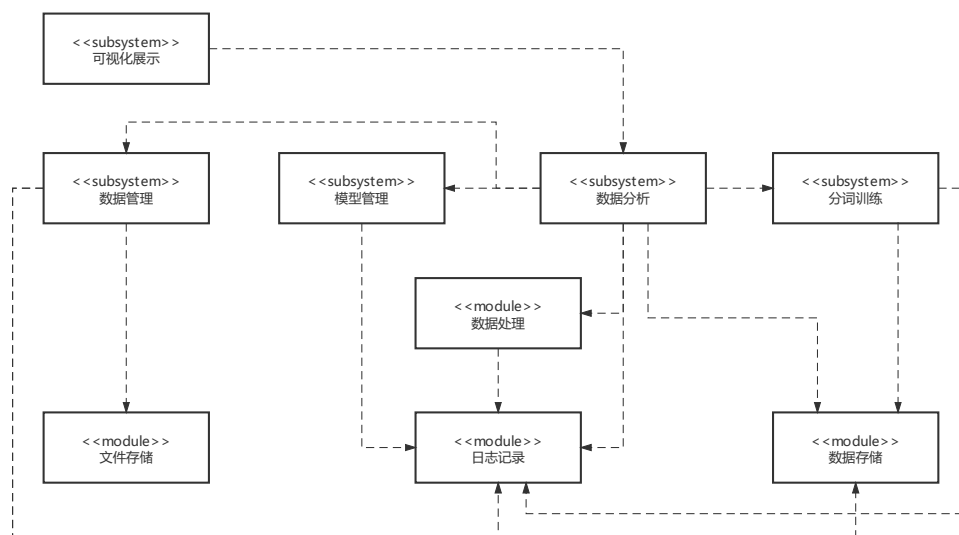 <<subsystem>>
可视化展示
<<subsystem>>
数据管理
<<subsystem>>
模型管理
<<subsystem>>
数据分析
<<subsystem>>
分词训练
<<module>>
数据处理
<<module>>
文件存储
<<module>>
日志记录
<<module>>
数据存储